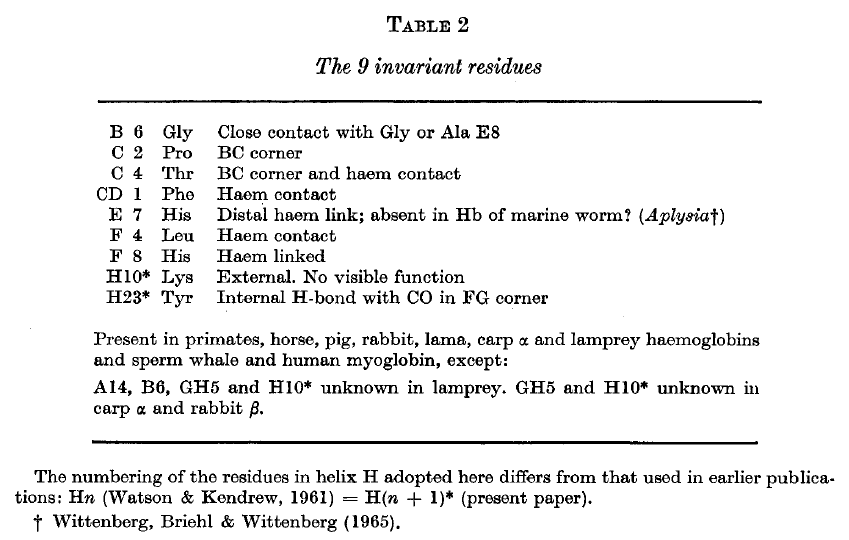 TABLE 2
The 9 invariant residues
B 6 Gly Close contact with Gly or Ala E8
C 2 Pro BC corner
C 4 Thr BC corner and haem contact
CD 1 Phe Haem contact
E 7 His Distal haem link; absent in Hb of marine worm? (Aplysia†)
F 4 Leu Haem contact
F 8 His Haem linked
H10* Lys External. No visible function
H23* Tyr Internal H-bond with CO in FG corner
Present in primates, horse, pig, rabbit, lama, carp α and lamprey haemoglobins
and sperm whale and human myoglobin, except:
A14, B6, GH5 and H10* unknown in lamprey. GH5 and H10* unknown in
carp α and rabbit β.
The numbering of the residues in helix H adopted here differs from that used in earlier publica-
tions: Hn (Watson & Kendrew, 1961) = H(n + 1)* (present paper).
† Wittenberg, Briehl & Wittenberg (1965).